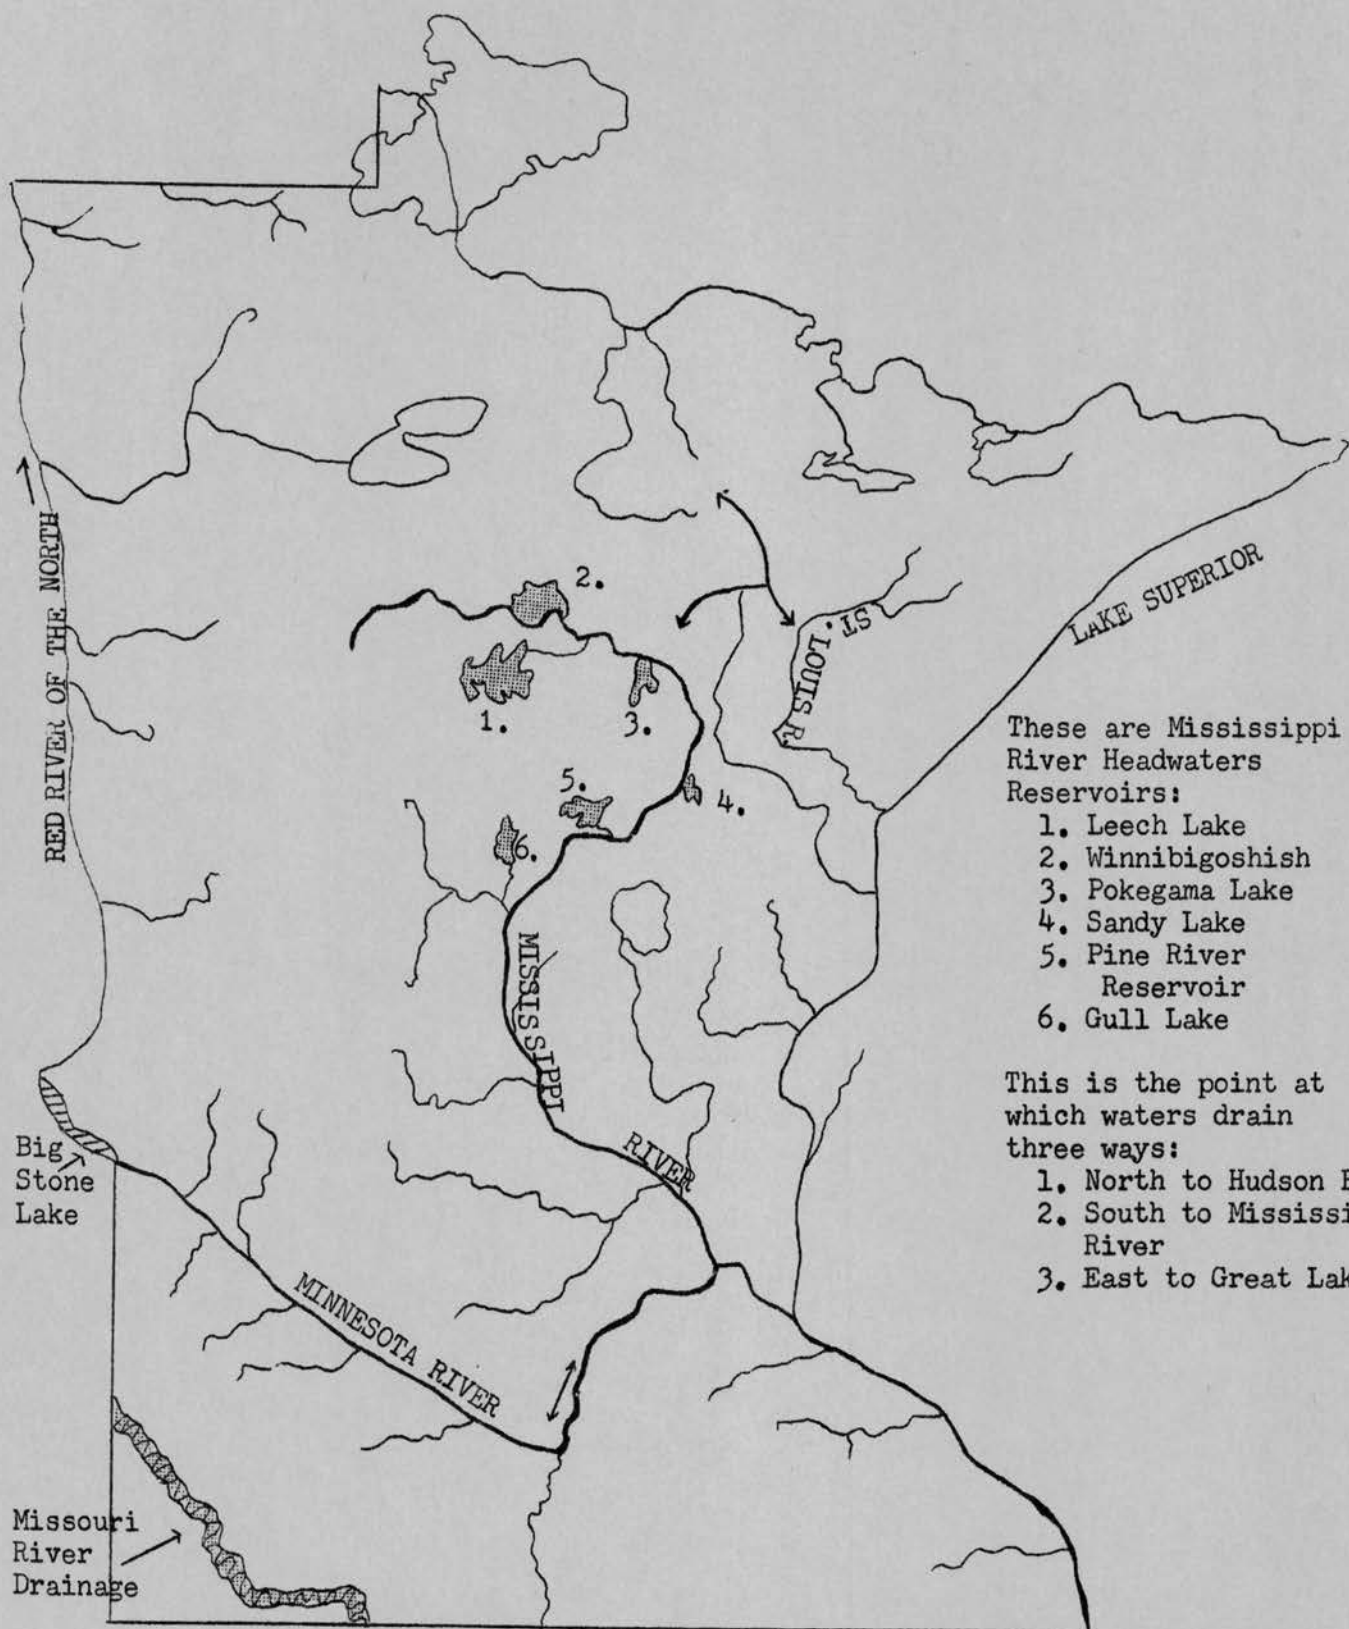 RED RIVER OF THE NORTH
2.
1.
3.
5.
4.
6.
ST. LOUIS R.
LAKE SUPERIOR
MISSISSIPPI
RIVER
MINNESOTA RIVER
Big
Stone
Lake
Missouri
River
Drainage
These are Mississippi
River Headwaters
Reservoirs:
1. Leech Lake
2. Winnibigoshish
3. Pokegama Lake
4. Sandy Lake
5. Pine River
Reservoir
6. Gull Lake
This is the point at
which waters drain
three ways:
1. North to Hudson
2. South to
River
3. East to Great